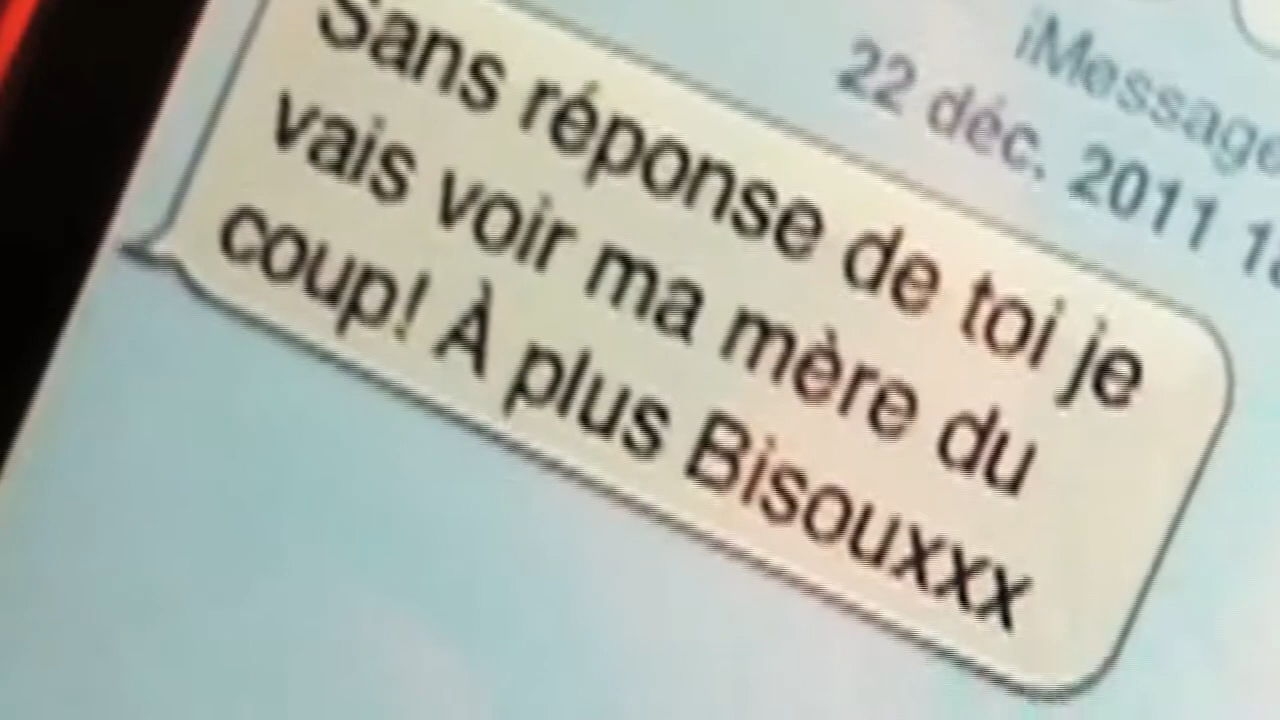 iMessage
22 déc. 2011
Sans réponse de toi je
vais voir ma mère du
coup! À plus Bisouxxx